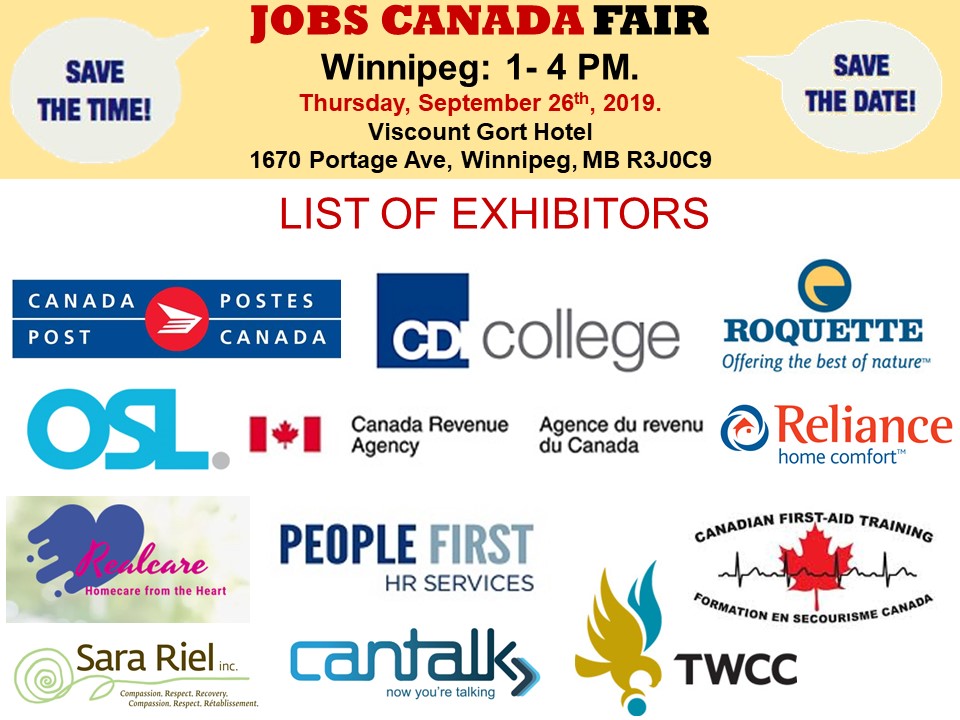 JOBS CANADA FAIR
SAVE
THE TIME!
Winnipeg: 1- 4 PM.
Thursday, September 26th, 2019.
Viscount Gort Hotel
1670 Portage Ave, Winnipeg, MB R3J0C9
SAVE
THE DATE!
LIST OF EXHIBITORS
CANADA POSTES
POST CANADA
CDI college
ROQUETTE
Offering the best of nature™
OSL.
Canada Revenue
Agency
Agence du revenu
du Canada
Reliance
home comfort™
Realcare
Homecare from the Heart
PEOPLE FIRST
HR SERVICES
CANADIAN FIRST-AID TRAINING
FORMATION EN SECOURISME CANADA
Sara Riel inc.
Compassion. Respect. Recovery.
Compassion. Respect. Rétablissement.
cantalk
now you're talking
TWCC